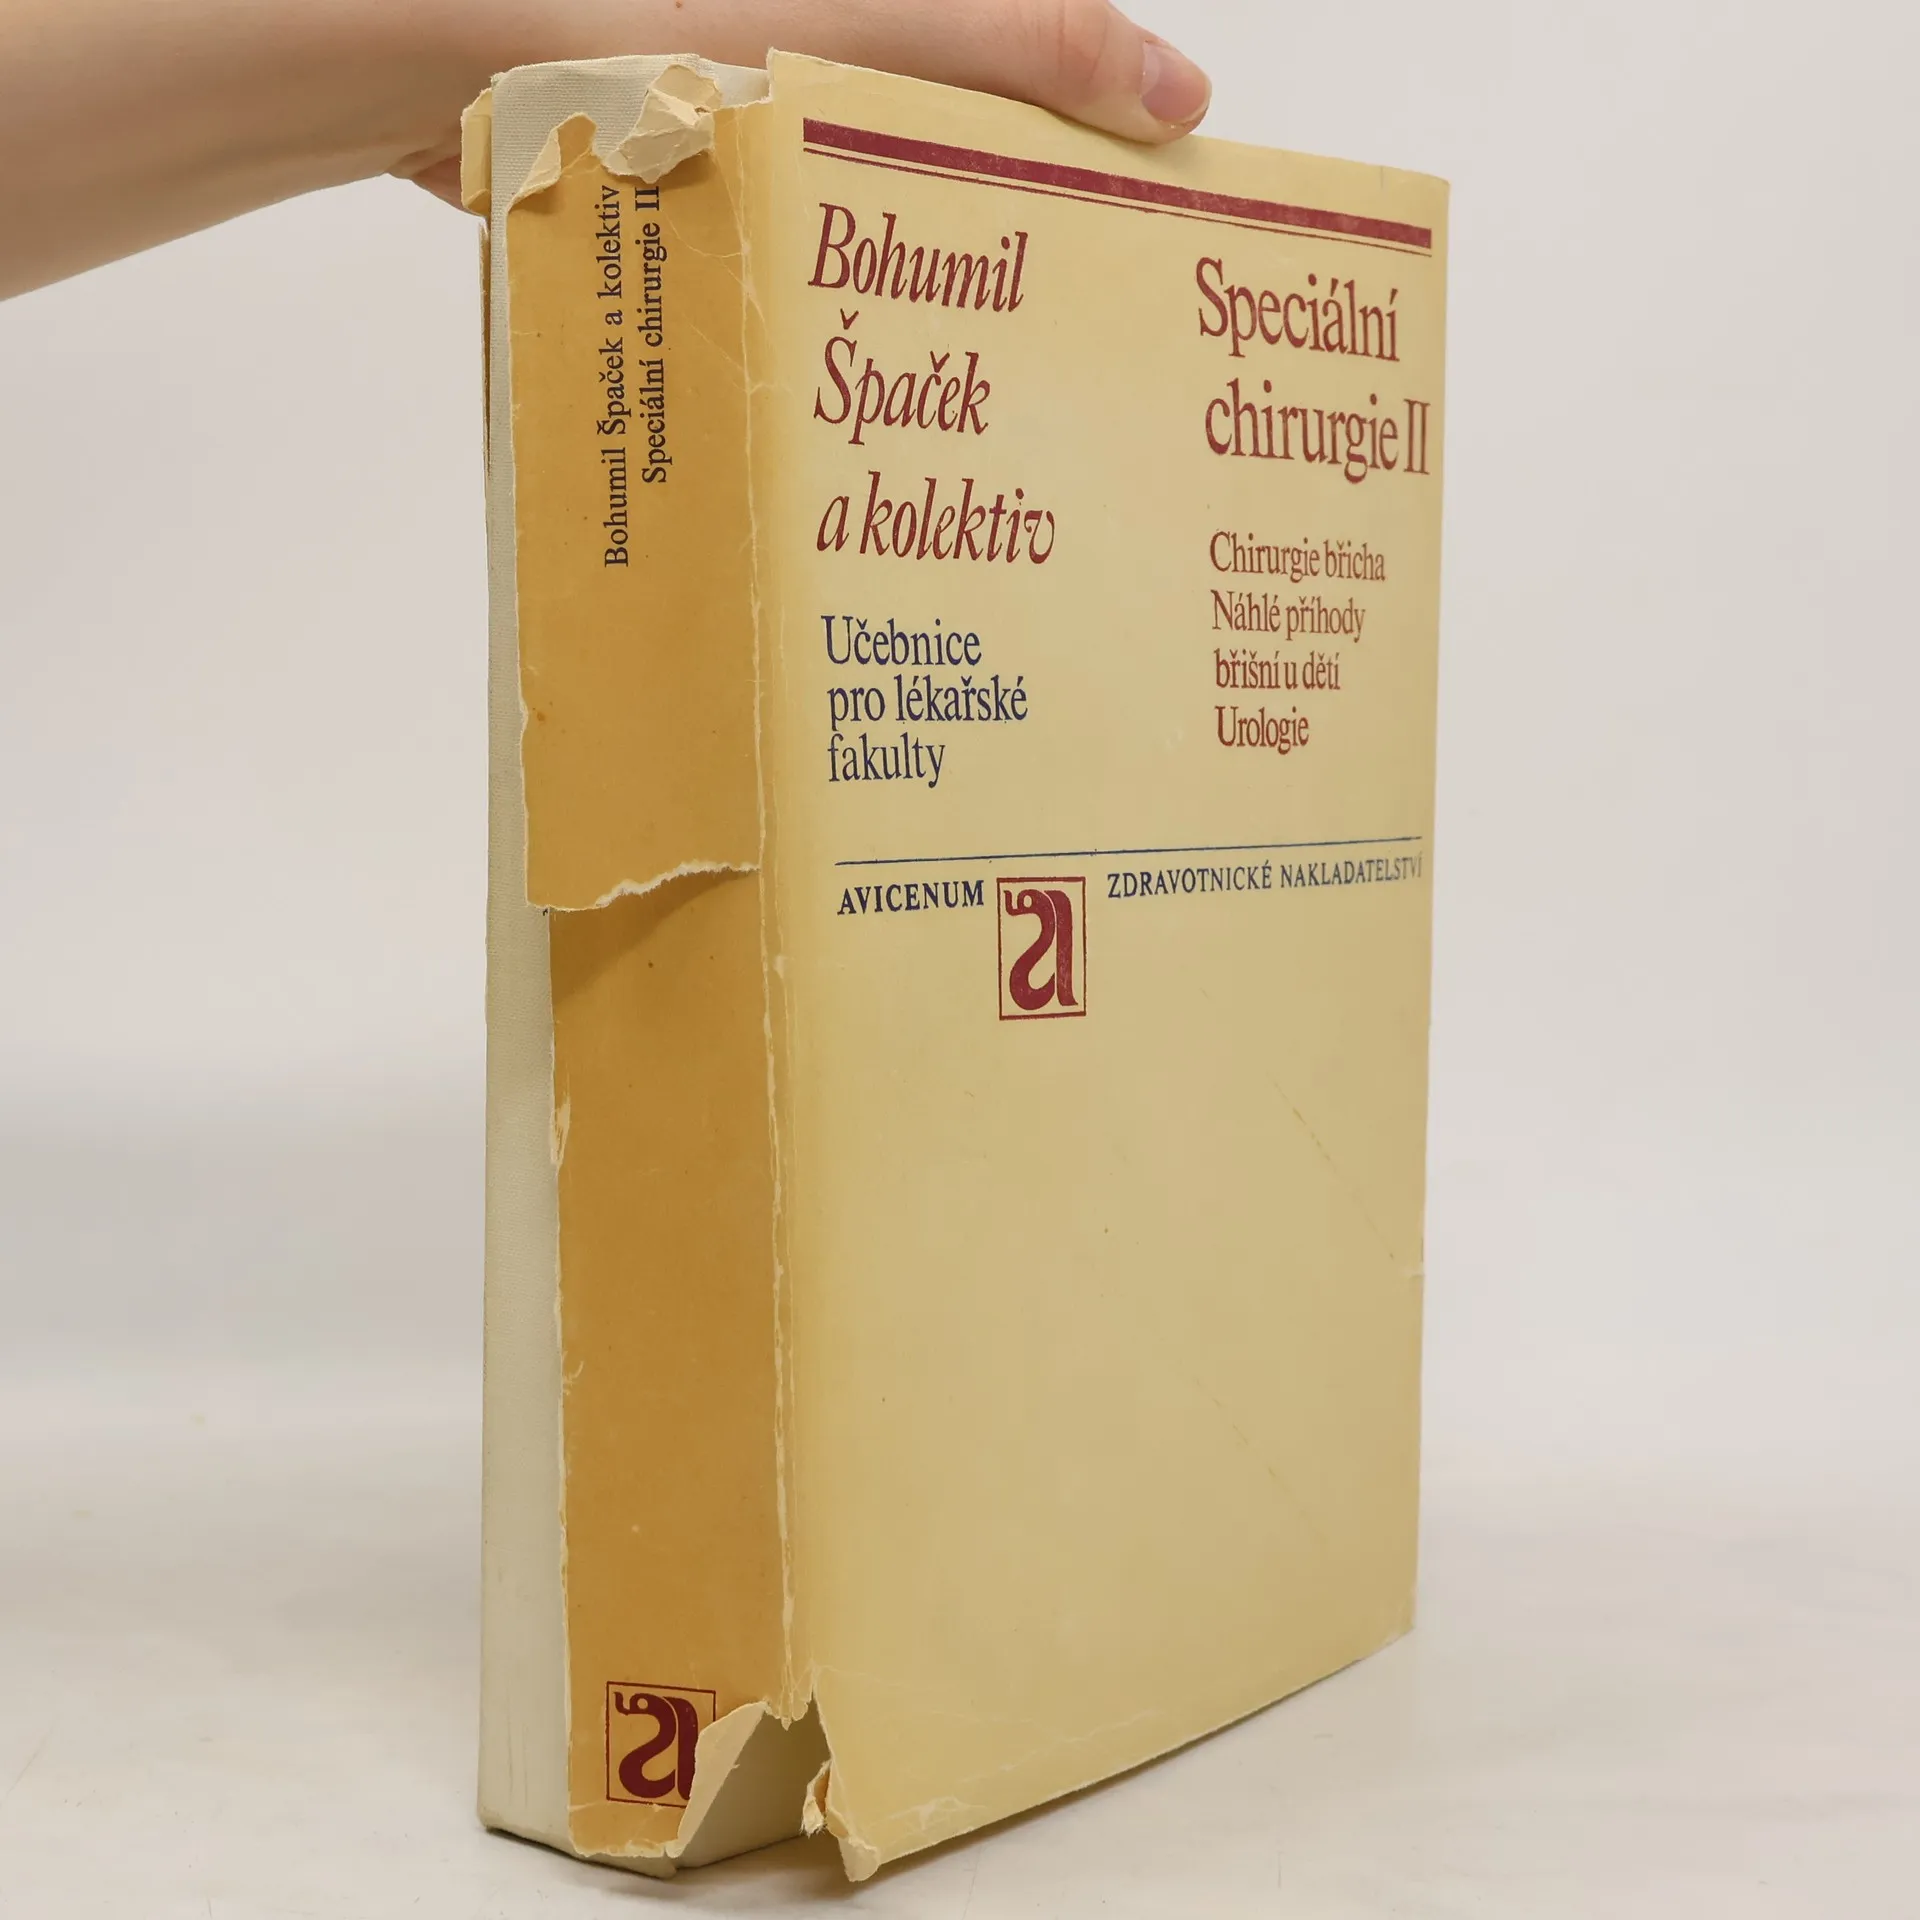 Bohumil Špaček a kolektiv
Speciální chirurgie II
Bohumil
Špaček
a kolektiv
Učebnice
pro lékařské
fakulty
Speciální
chirurgie II
Chirurgie břicha
Náhlé příhody
břišní u dětí
Urologie
AVICENUM
ZDRAVOTNICKÉ NAKLADATELSTVÍ